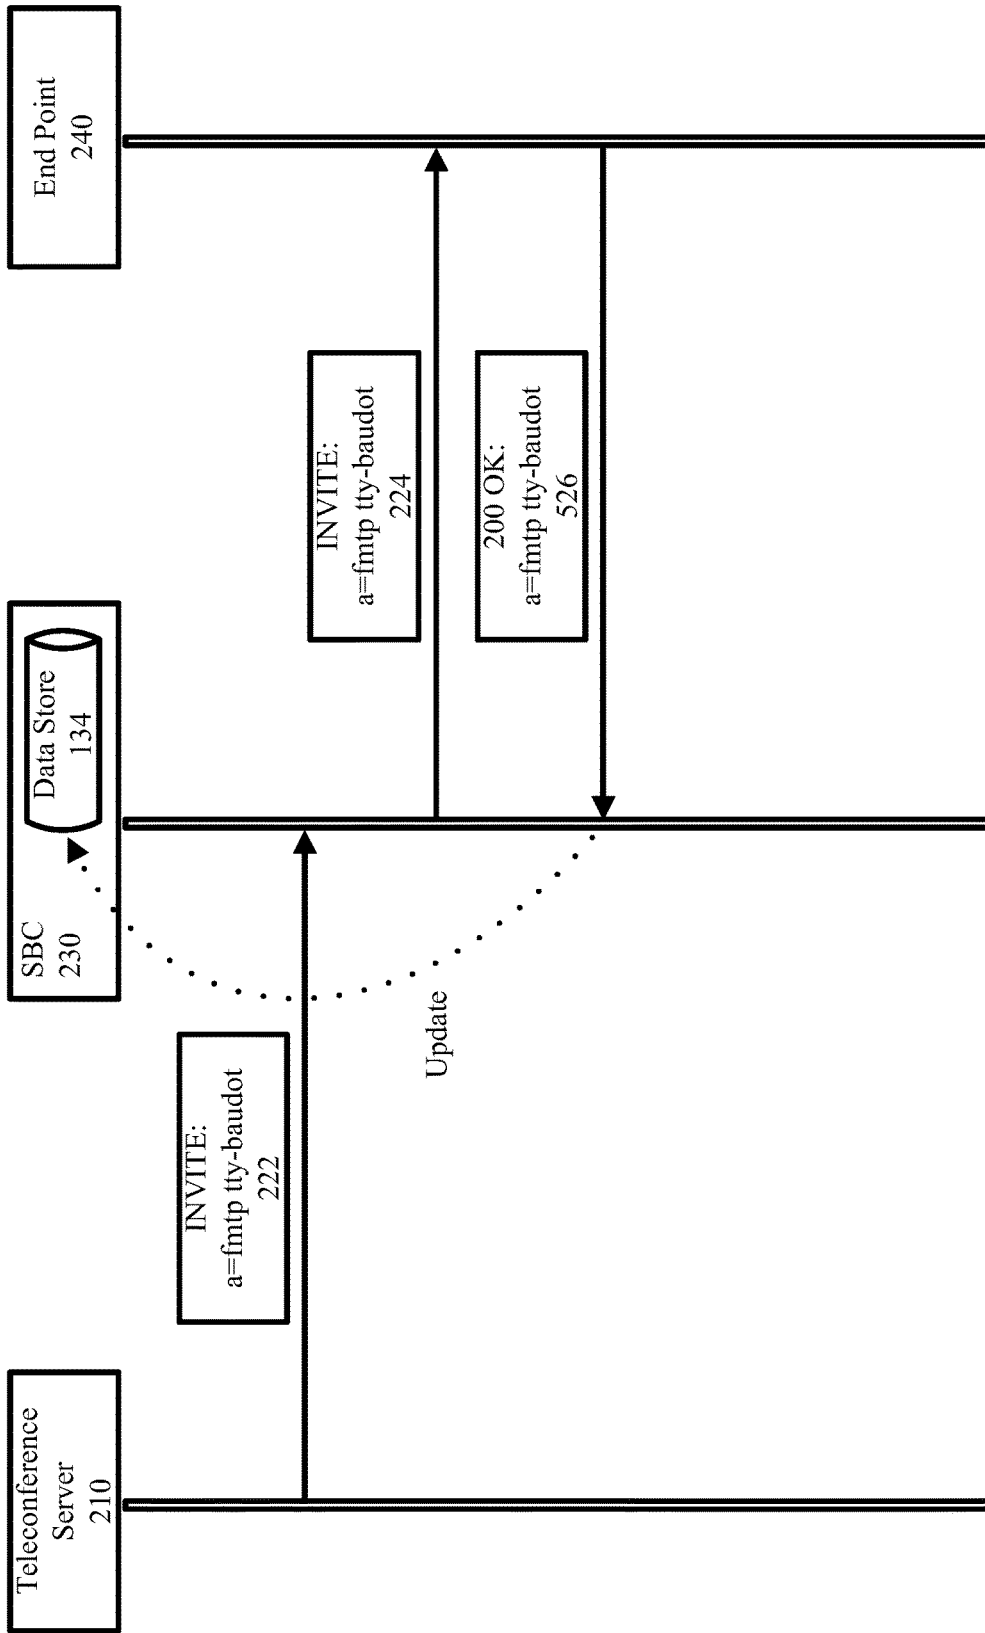 Teleconference
Server
210
SBC
230
Data Store
134
End Point
240
INVITE:
a=fmtp tty-baudot
222
INVITE:
a=fmtp tty-baudot
224
200 OK:
a=fmtp tty-baudot
526
Update